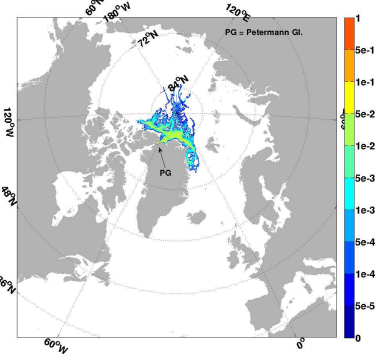 60°N
180°W
120°E
72°N
PG = Petermann Gl.
84°N
120°W
PG
48°N
36°N
60°W
0°
1
5e-1
1e-1
5e-2
1e-2
5e-3
1e-3
5e-4
1e-4
5e-5
0